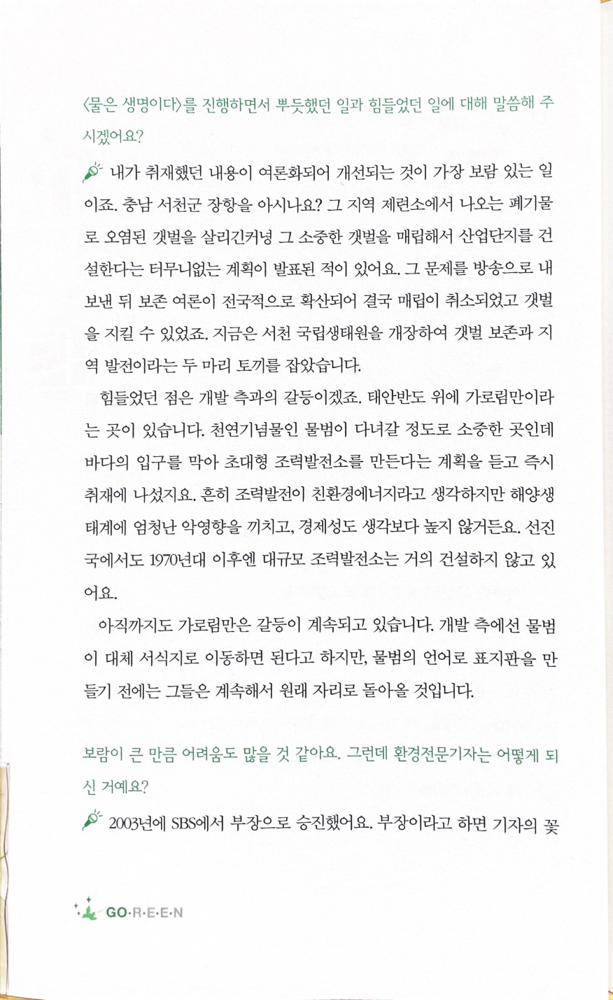 〈물은 생명이다〉를 진행하면서 뿌듯했던 일과 힘들었던 일에 대해 말씀해 주
시겠어요?
내가 취재했던 내용이 여론화되어 개선되는 것이 가장 보람 있는 일
이죠. 충남 서천군 장항을 아시나요? 그 지역 제련소에서 나오는 폐기물
로 오염된 갯벌을 살리긴커녕 그 소중한 갯벌을 매립해서 산업단지를 건
설한다는 터무니없는 계획이 발표된 적이 있어요. 그 문제를 방송으로 내
보낸 뒤 보존 여론이 전국적으로 확산되어 결국 매립이 취소되었고 갯벌
을 지킬 수 있었죠. 지금은 서천 국립생태원을 개장하여 갯벌 보존과 지
역 발전이라는 두 마리 토끼를 잡았습니다.
힘들었던 점은 개발 측과의 갈등이겠죠. 태안반도 위에 가로림만이라
는 곳이 있습니다. 천연기념물인 물범이 다녀갈 정도로 소중한 곳인데
바다의 입구를 막아 초대형 조력발전소를 만든다는 계획을 듣고 즉시
취재에 나섰지요. 흔히 조력발전이 친환경에너지라고 생각하지만 해양생
태계에 엄청난 악영향을 끼치고, 경제성도 생각보다 높지 않거든요. 선진
국에서도 1970년대 이후엔 대규모 조력발전소는 거의 건설하지 않고 있
어요.
아직까지도 가로림만은 갈등이 계속되고 있습니다. 개발 측에선 물범
이 대체 서식지로 이동하면 된다고 하지만, 물범의 언어로 표지판을 만
들기 전에는 그들은 계속해서 원래 자리로 돌아올 것입니다.
보람이 큰 만큼 어려움도 많을 것 같아요. 그런데 환경전문기자는 어떻게 되
신 거예요?
2003년에 SBS에서 부장으로 승진했어요. 부장이라고 하면 기자의 꽃
GO·R·E·E·N